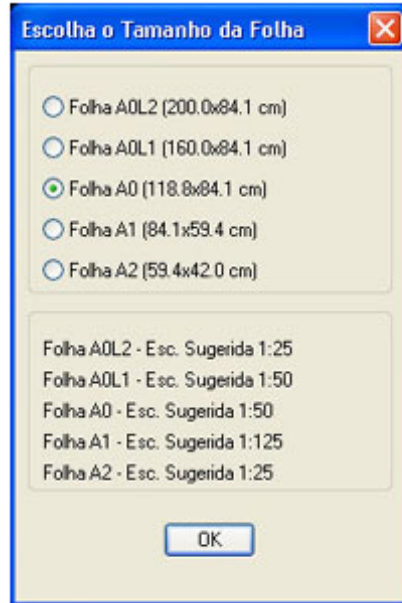 Escolha o Tamanho da Folha
Folha A0L2 (200.0x84.1 cm)
Folha A0L1 (160.0x84.1 cm)
Folha A0 (118.8x84.1 cm)
Folha A1 (84.1x59.4 cm)
Folha A2 (59.4x42.0 cm)
Folha A0L2 - Esc. Sugerida 1:25
Folha A0L1 - Esc. Sugerida 1:50
Folha A0 - Esc. Sugerida 1:50
Folha A1 - Esc. Sugerida 1:125
Folha A2 - Esc. Sugerida 1:25
OK